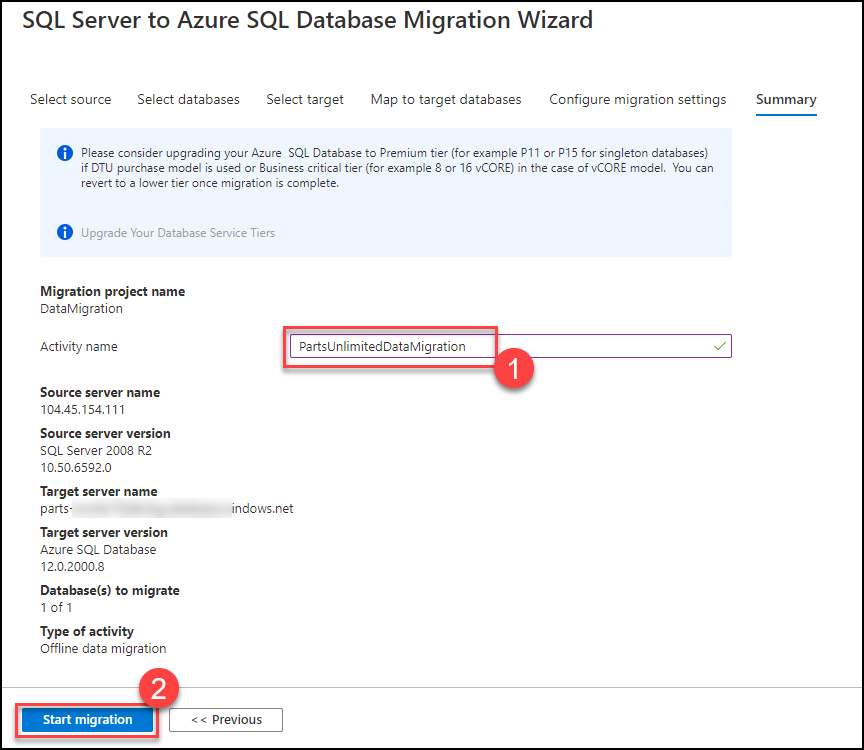 SQL Server to Azure SQL Database Migration Wizard
Select source Select databases Select target Map to target databases Configure migration settings Summary
Please consider upgrading your Azure SQL Database to Premium tier (for example P11 or P15 for singleton databases)
if DTU purchase model is used or Business critical tier (for example 8 or 16 vCORE) in the case of vCORE model. You can
revert to a lower tier once migration is complete.
Upgrade Your Database Service Tiers
Migration project name
DataMigration
Activity name PartsUnlimitedDataMigration
1
Source server name
104.45.154.111
Source server version
SQL Server 2008 R2
10.50.6592.0
Target server name
parts- indows.net
Target server version
Azure SQL Database
12.0.2000.8
Database(s) to migrate
1 of 1
Type of activity
Offline data migration
2
Start migration << Previous